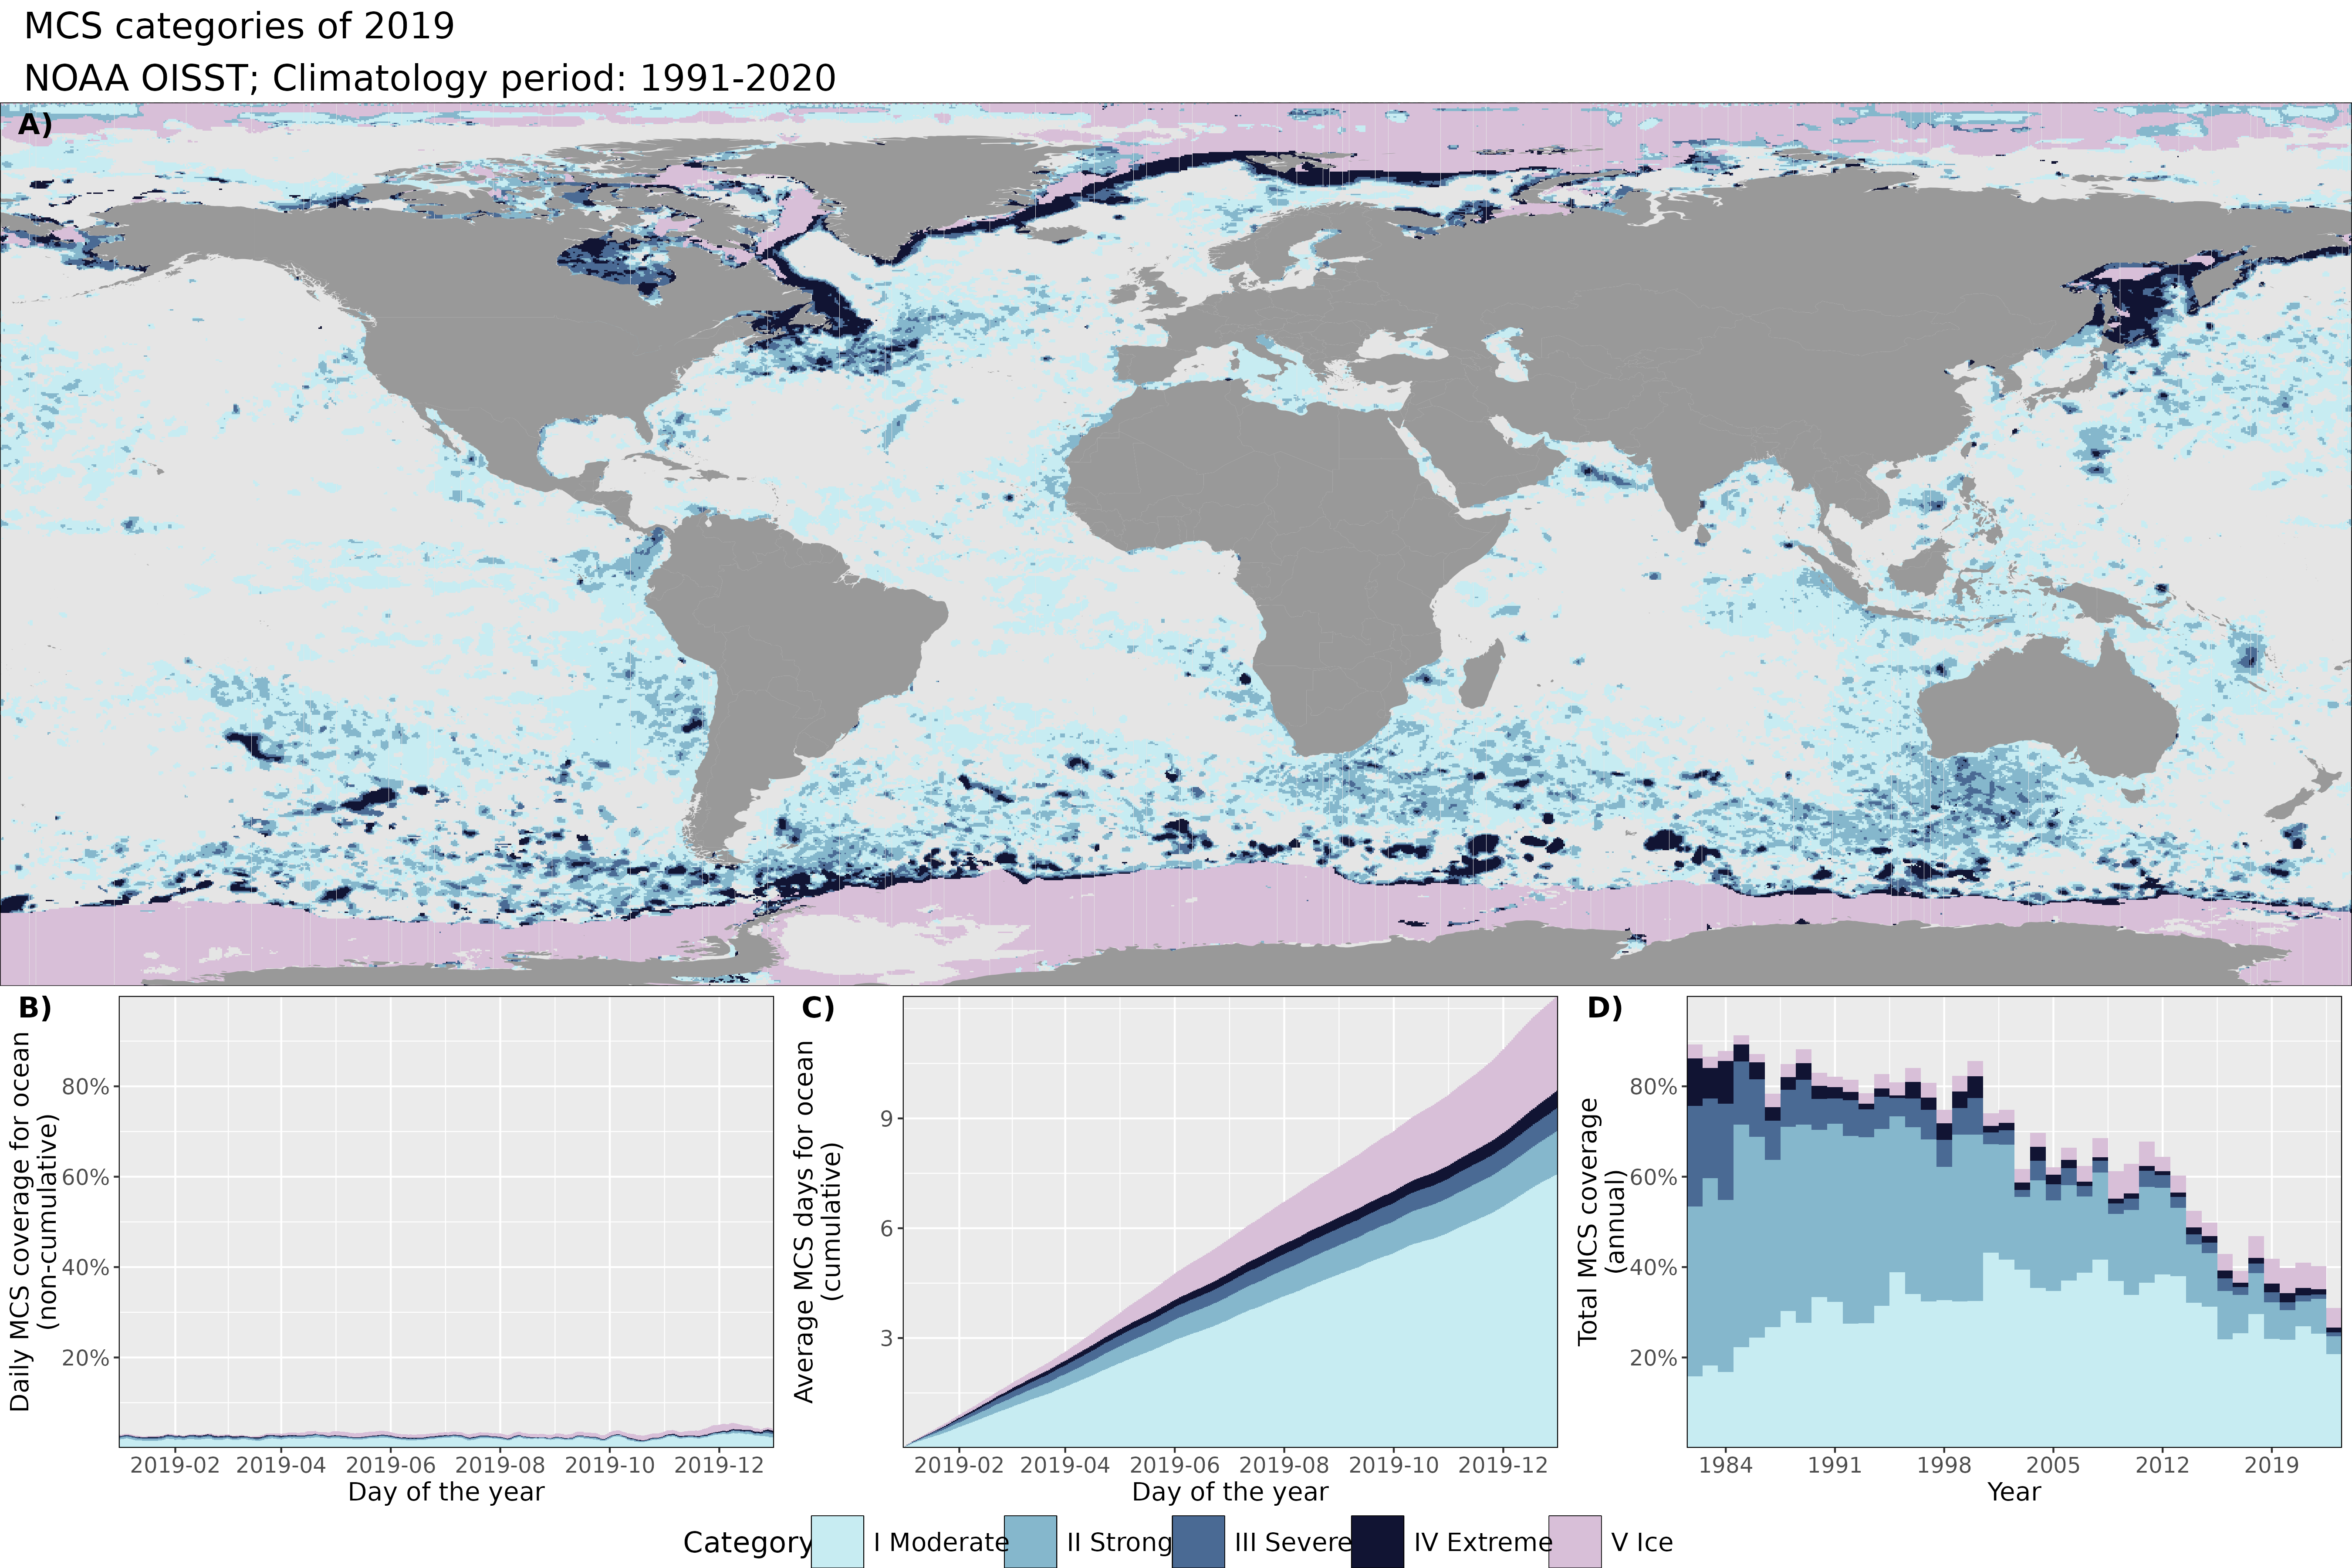 MCS categories of 2019
NOAA OISST; Climatology period: 1991-2020
A)
B)
Daily MCS coverage for ocean
(non-cumulative)
80%
60%
40%
20%
2019-02 2019-04 2019-06 2019-08 2019-10 2019-12
Day of the year
C)
Average MCS days for ocean
(cumulative)
9
6
3
2019-02 2019-04 2019-06 2019-08 2019-10 2019-12
Day of the year
D)
Total MCS coverage
(annual)
80%
60%
40%
20%
1984 1991 1998 2005 2012 2019
Year
Category I Moderate II Strong III Severe IV Extreme V Ice